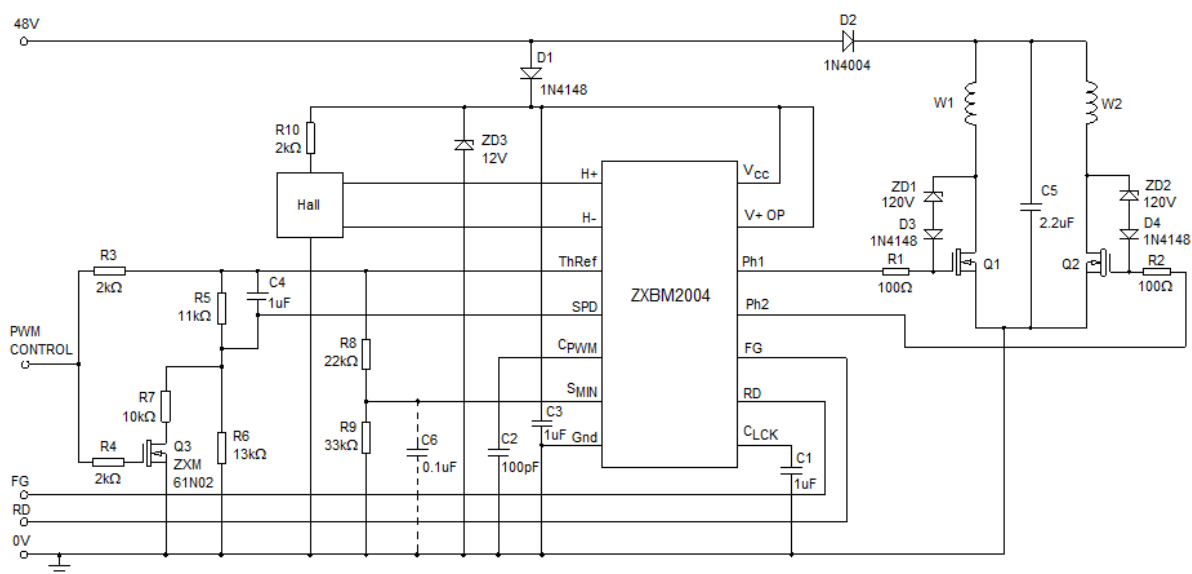 48V
D2
1N4004
D1
1N4148
W1
W2
R10
2kΩ
ZD3
12V
Hall
H+
H-
ThRef
SPD
CPWM
SMIN
Gnd
ZXBM2004
VCC
V+ OP
Ph1
Ph2
FG
RD
CLCK
ZD1
120V
D3
1N4148
R1
100Ω
Q1
C5
2.2uF
ZD2
120V
D4
1N4148
Q2
R2
100Ω
R3
2kΩ
R5
11kΩ
C4
1uF
PWM
CONTROL
R7
10kΩ
R4
2kΩ
Q3
ZXM
61N02
R6
13kΩ
R8
22kΩ
R9
33kΩ
C6
0.1uF
C2
100pF
C3
1uF
C1
1uF
FG
RD
0V